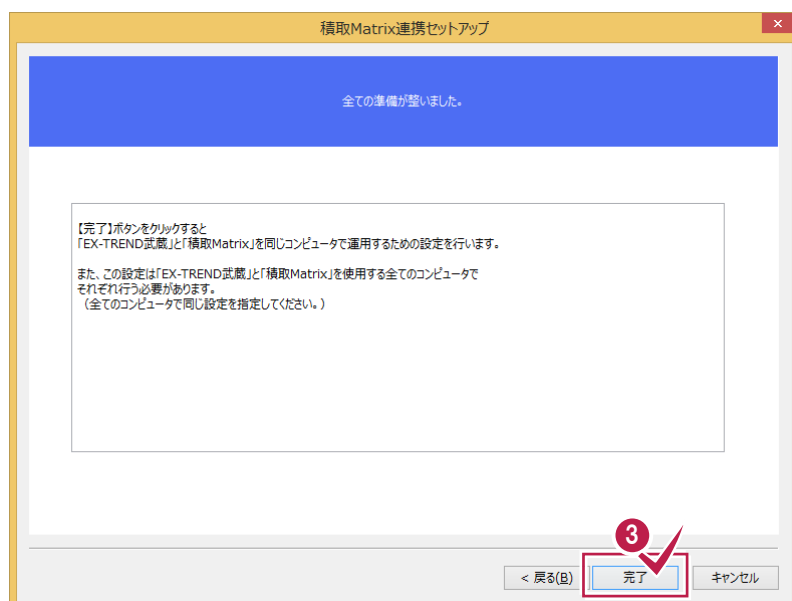 積取Matrix連携セットアップ
全ての準備が整いました。
【完了】ボタンをクリックすると
｢EX-TREND武蔵｣と｢積取Matrix｣を同じコンピュータで運用するための設定を行います。
また、この設定は｢EX-TREND武蔵｣と｢積取Matrix｣を使用する全てのコンピュータで
それぞれ行う必要があります。
（全てのコンピュータで同じ設定を指定してください。）
3
< 戻る(B)
完了
キャンセル